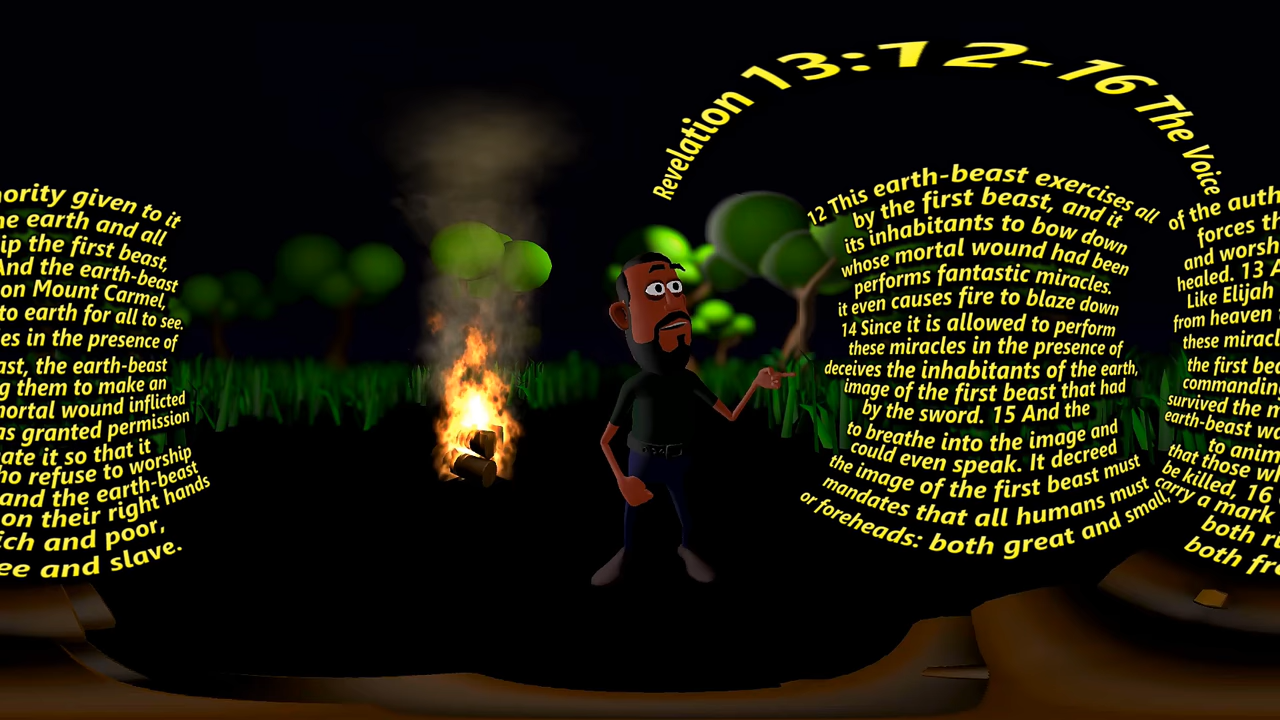 ority given to it
he earth and all
ip the first beast,
And the earth-beast
on Mount Carmel,
to earth for all to see.
es in the presence of
ast, the earth-beast
g them to make an
mortal wound inflicted
as granted permission
ate it so that it
ho refuse to worship
and the earth-beast
on their right hands
ich and poor,
ee and slave.
Revelation 13:12-16 The Voice
12 This earth-beast exercises all
by the first beast, and it
its inhabitants to bow down
whose mortal wound had been
performs fantastic miracles.
it even causes fire to blaze down
14 Since it is allowed to perform
these miracles in the presence of
deceives the inhabitants of the earth,
image of the first beast that had
by the sword. 15 And the
to breathe into the image and
could even speak. It decreed
the image of the first beast must
mandates that all humans must
or foreheads: both great and small,
of the auth
forces th
and worsh
healed. 13 A
Like Elijah
from heaven
these miracl
the first bea
commanding
survived the m
earth-beast wa
to anim
that those wh
be killed, 16
carry a mark
both ri
both fre